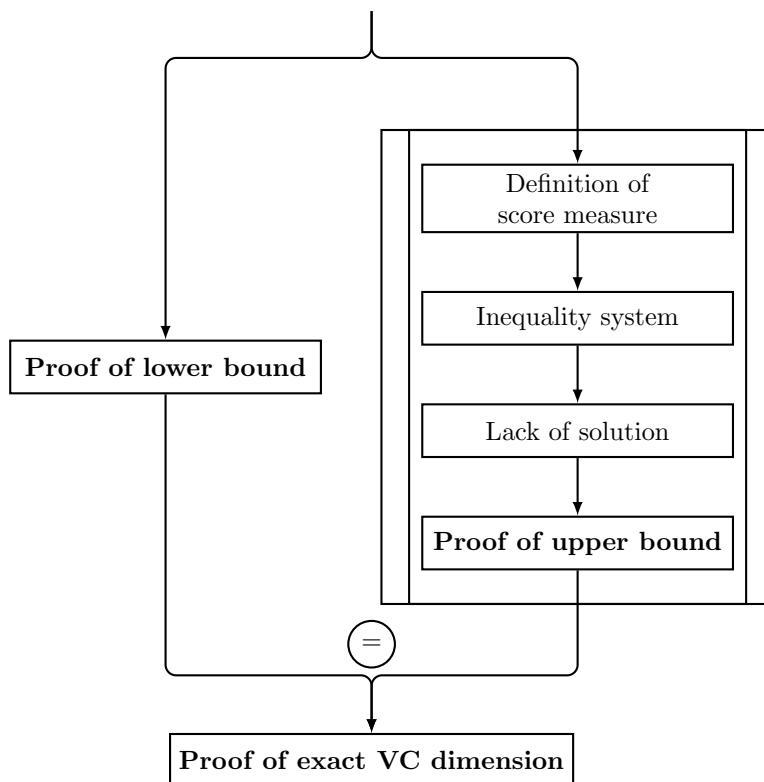 Definition of
score measure
Inequality system
Proof of lower bound
Lack of solution
Proof of upper bound
=
Proof of exact VC dimension